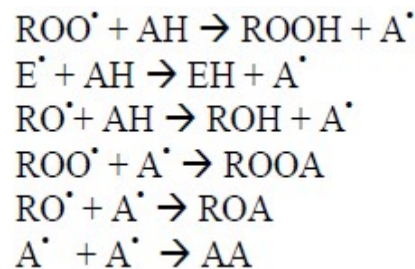 ROO• + AH → ROOH + A•
E• + AH → EH + A•
RO•+ AH → ROH + A•
ROO• + A• → ROOA
RO• + A• → ROA
A• + A• → AA